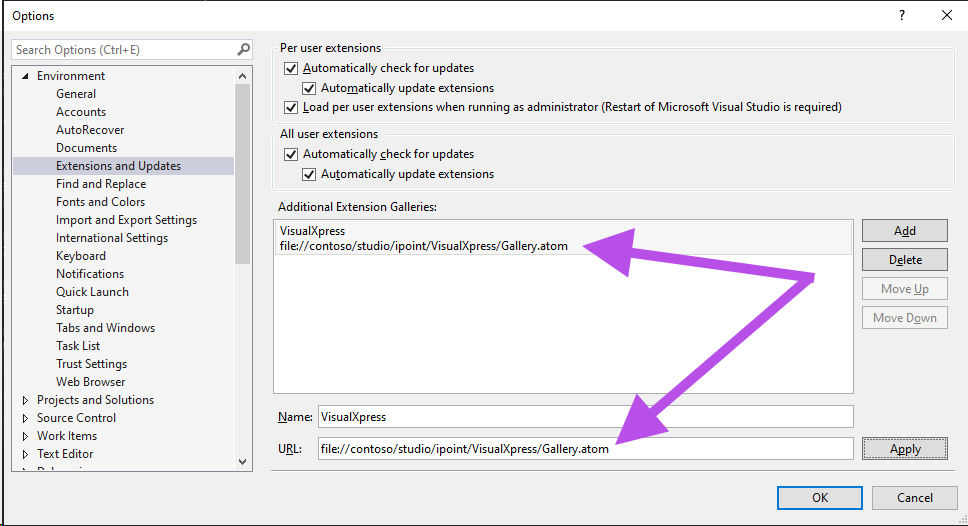 Options
?
Search Options (Ctrl+E)
Environment
General
Accounts
AutoRecover
Documents
Extensions and Updates
Find and Replace
Fonts and Colors
Import and Export Settings
International Settings
Keyboard
Notifications
Quick Launch
Startup
Tabs and Windows
Task List
Trust Settings
Web Browser
Projects and Solutions
Source Control
Work Items
Text Editor
Per user extensions
Automatically check for updates
Automatically update extensions
Load per user extensions when running as administrator (Restart of Microsoft Visual Studio is required)
All user extensions
Automatically check for updates
Automatically update extensions
Additional Extension Galleries:
VisualXpress
file://contoso/studio/ipoint/VisualXpress/Gallery.atom
Add
Delete
Move Up
Move Down
Name: VisualXpress
URL: file://contoso/studio/ipoint/VisualXpress/Gallery.atom
Apply
OK
Cancel